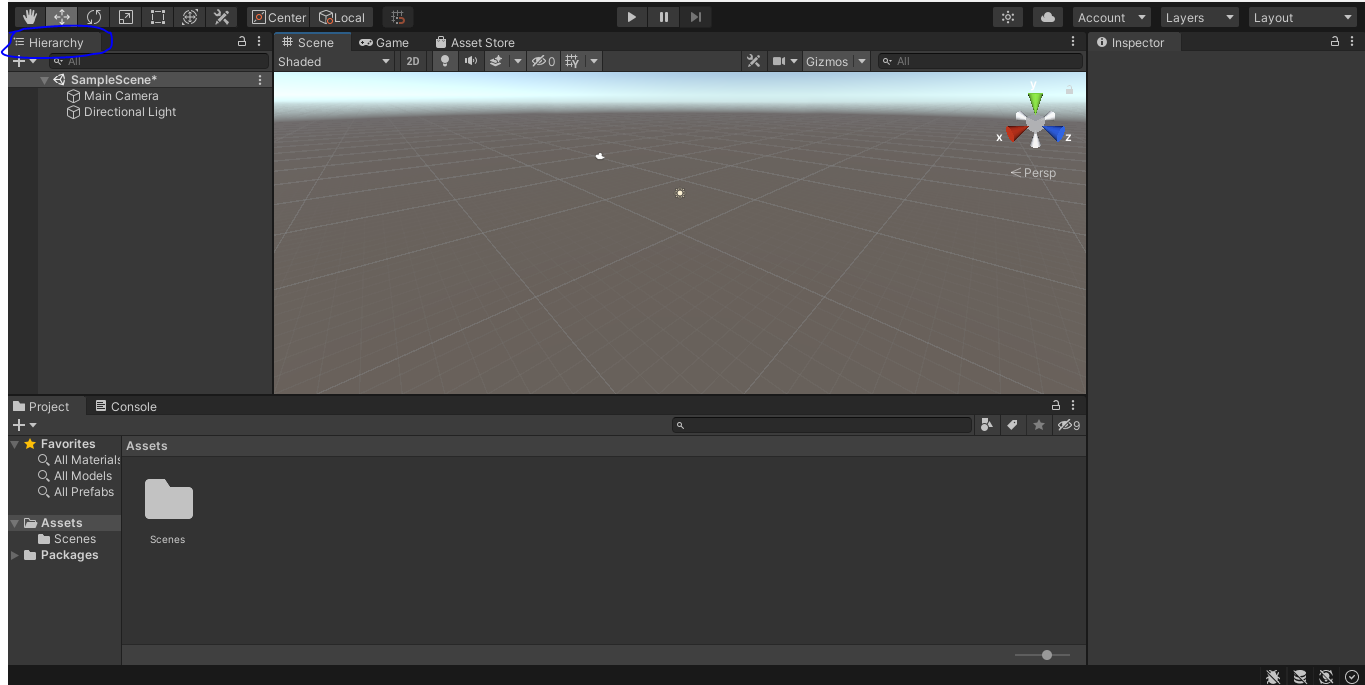 Center Local Account Layers Layout
Hierarchy Scene Game Asset Store Inspector
All Shaded 2D 0 Gizmos All
SampleScene*
Main Camera
Directional Light
y
x z
Persp
Project Console
9
Favorites Assets
All Materials
All Models
All Prefabs
Assets
Scenes Scenes
Packages